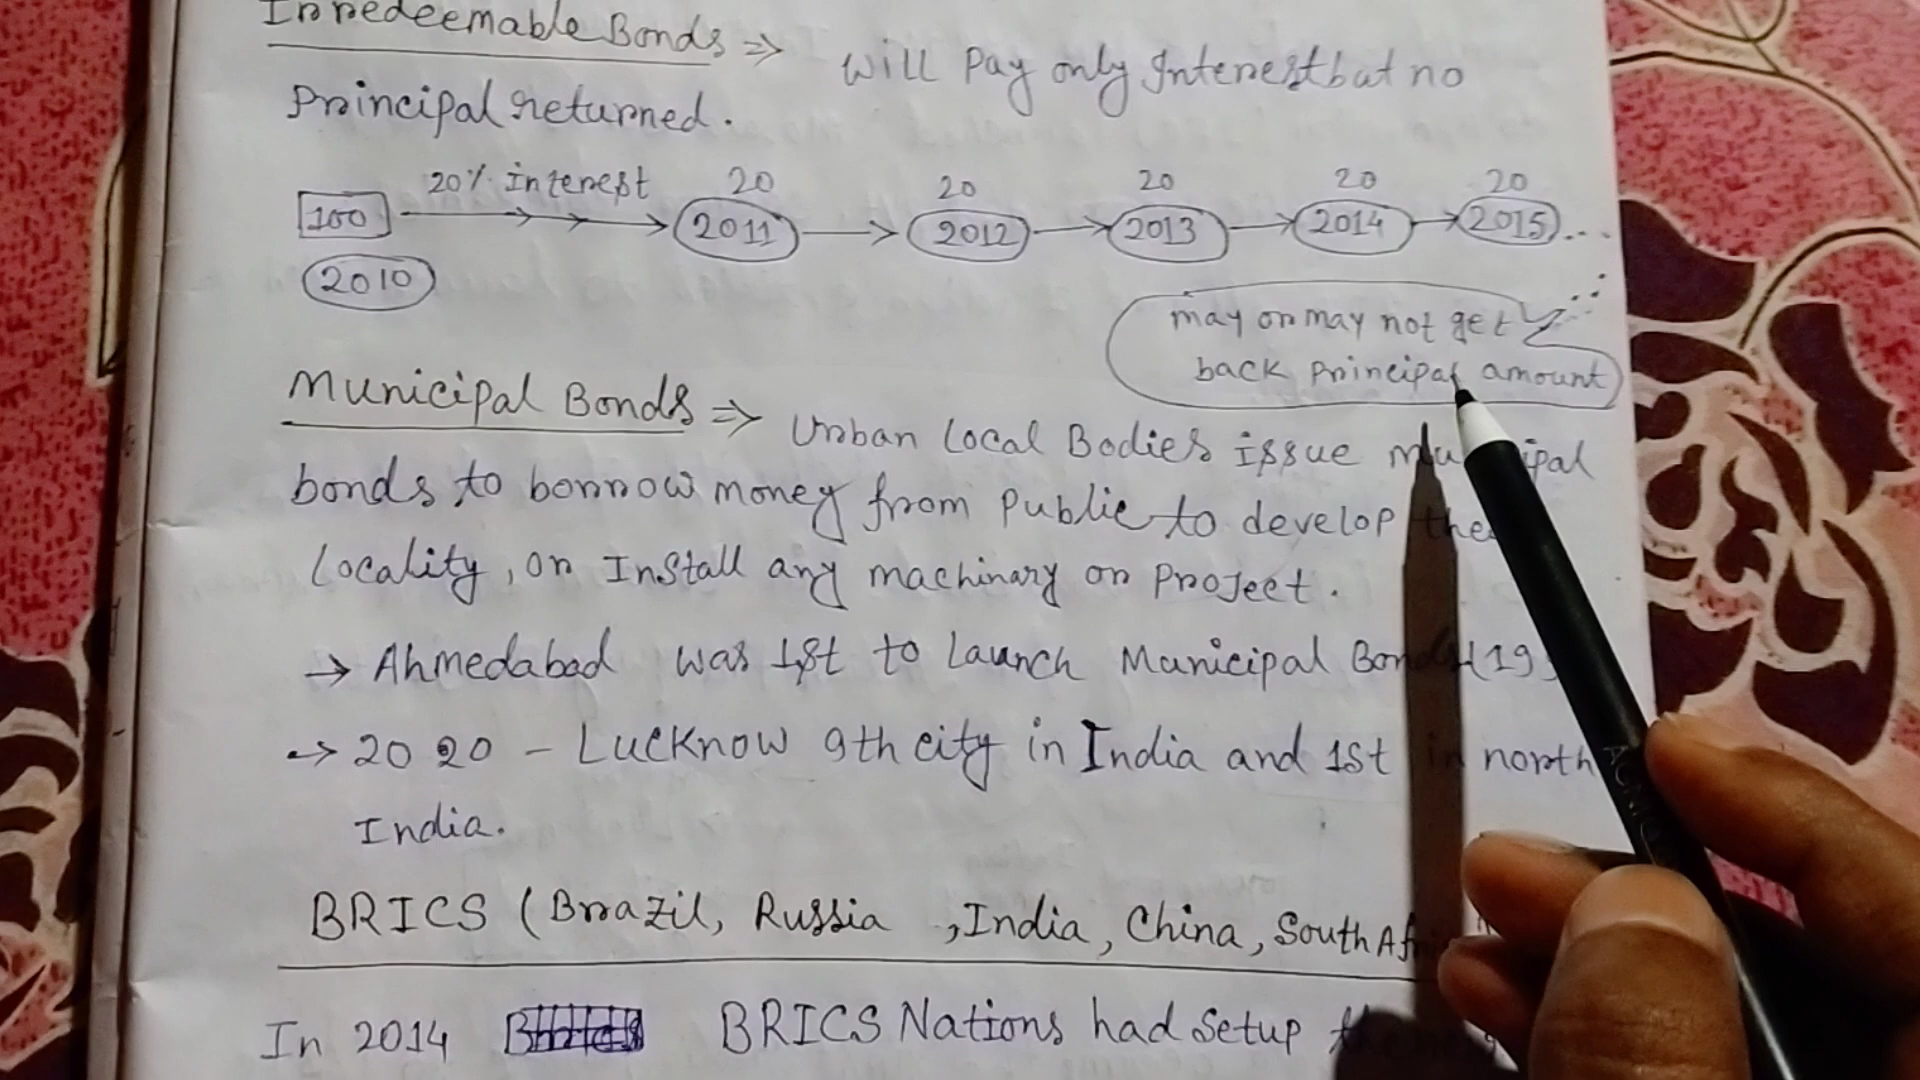 Irredeemable Bonds ⇒ will pay only Interest but no
Principal returned.
20% Interest 20 20 20 20 20
100 2011 2012 2013 2014 2015 ...
2010
may or may not get
back principal amount
Municipal Bonds ⇒ Urban Local Bodies issue
bonds to borrow money from Public to develop
locality, or Install any machinary or Project.
→ Ahmedabad was 1st to launch Municipal
→ 2020 - Lucknow 9th city in India and 1st in north
India.
BRICS (Brazil, Russia, India, China, South
In 2014 BRICS Nations had setup